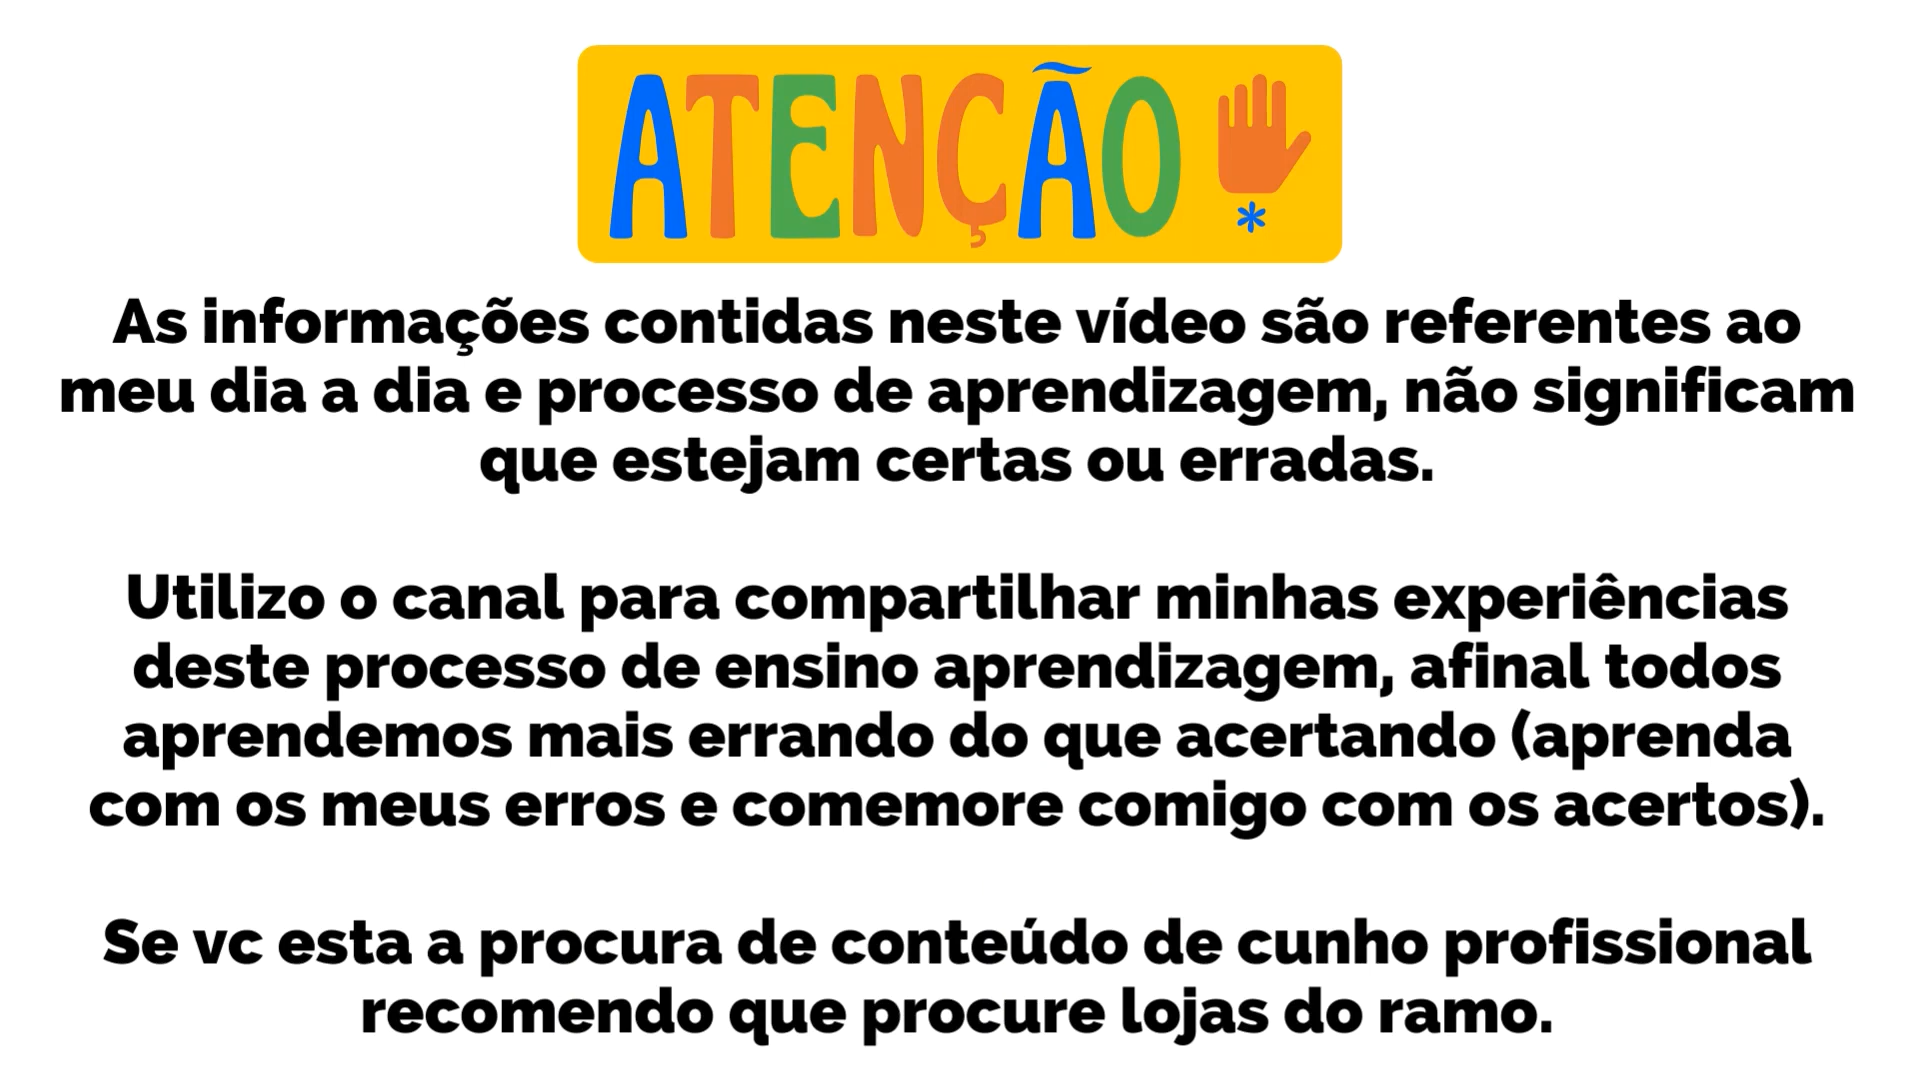 ATENÇÃO
As informações contidas neste vídeo são referentes ao
meu dia a dia e processo de aprendizagem, não significam
que estejam certas ou erradas.
Utilizo o canal para compartilhar minhas experiências
deste processo de ensino aprendizagem, afinal todos
aprendemos mais errando do que acertando (aprenda
com os meus erros e comemore comigo com os acertos).
Se vc esta a procura de conteúdo de cunho profissional
recomendo que procure lojas do ramo.